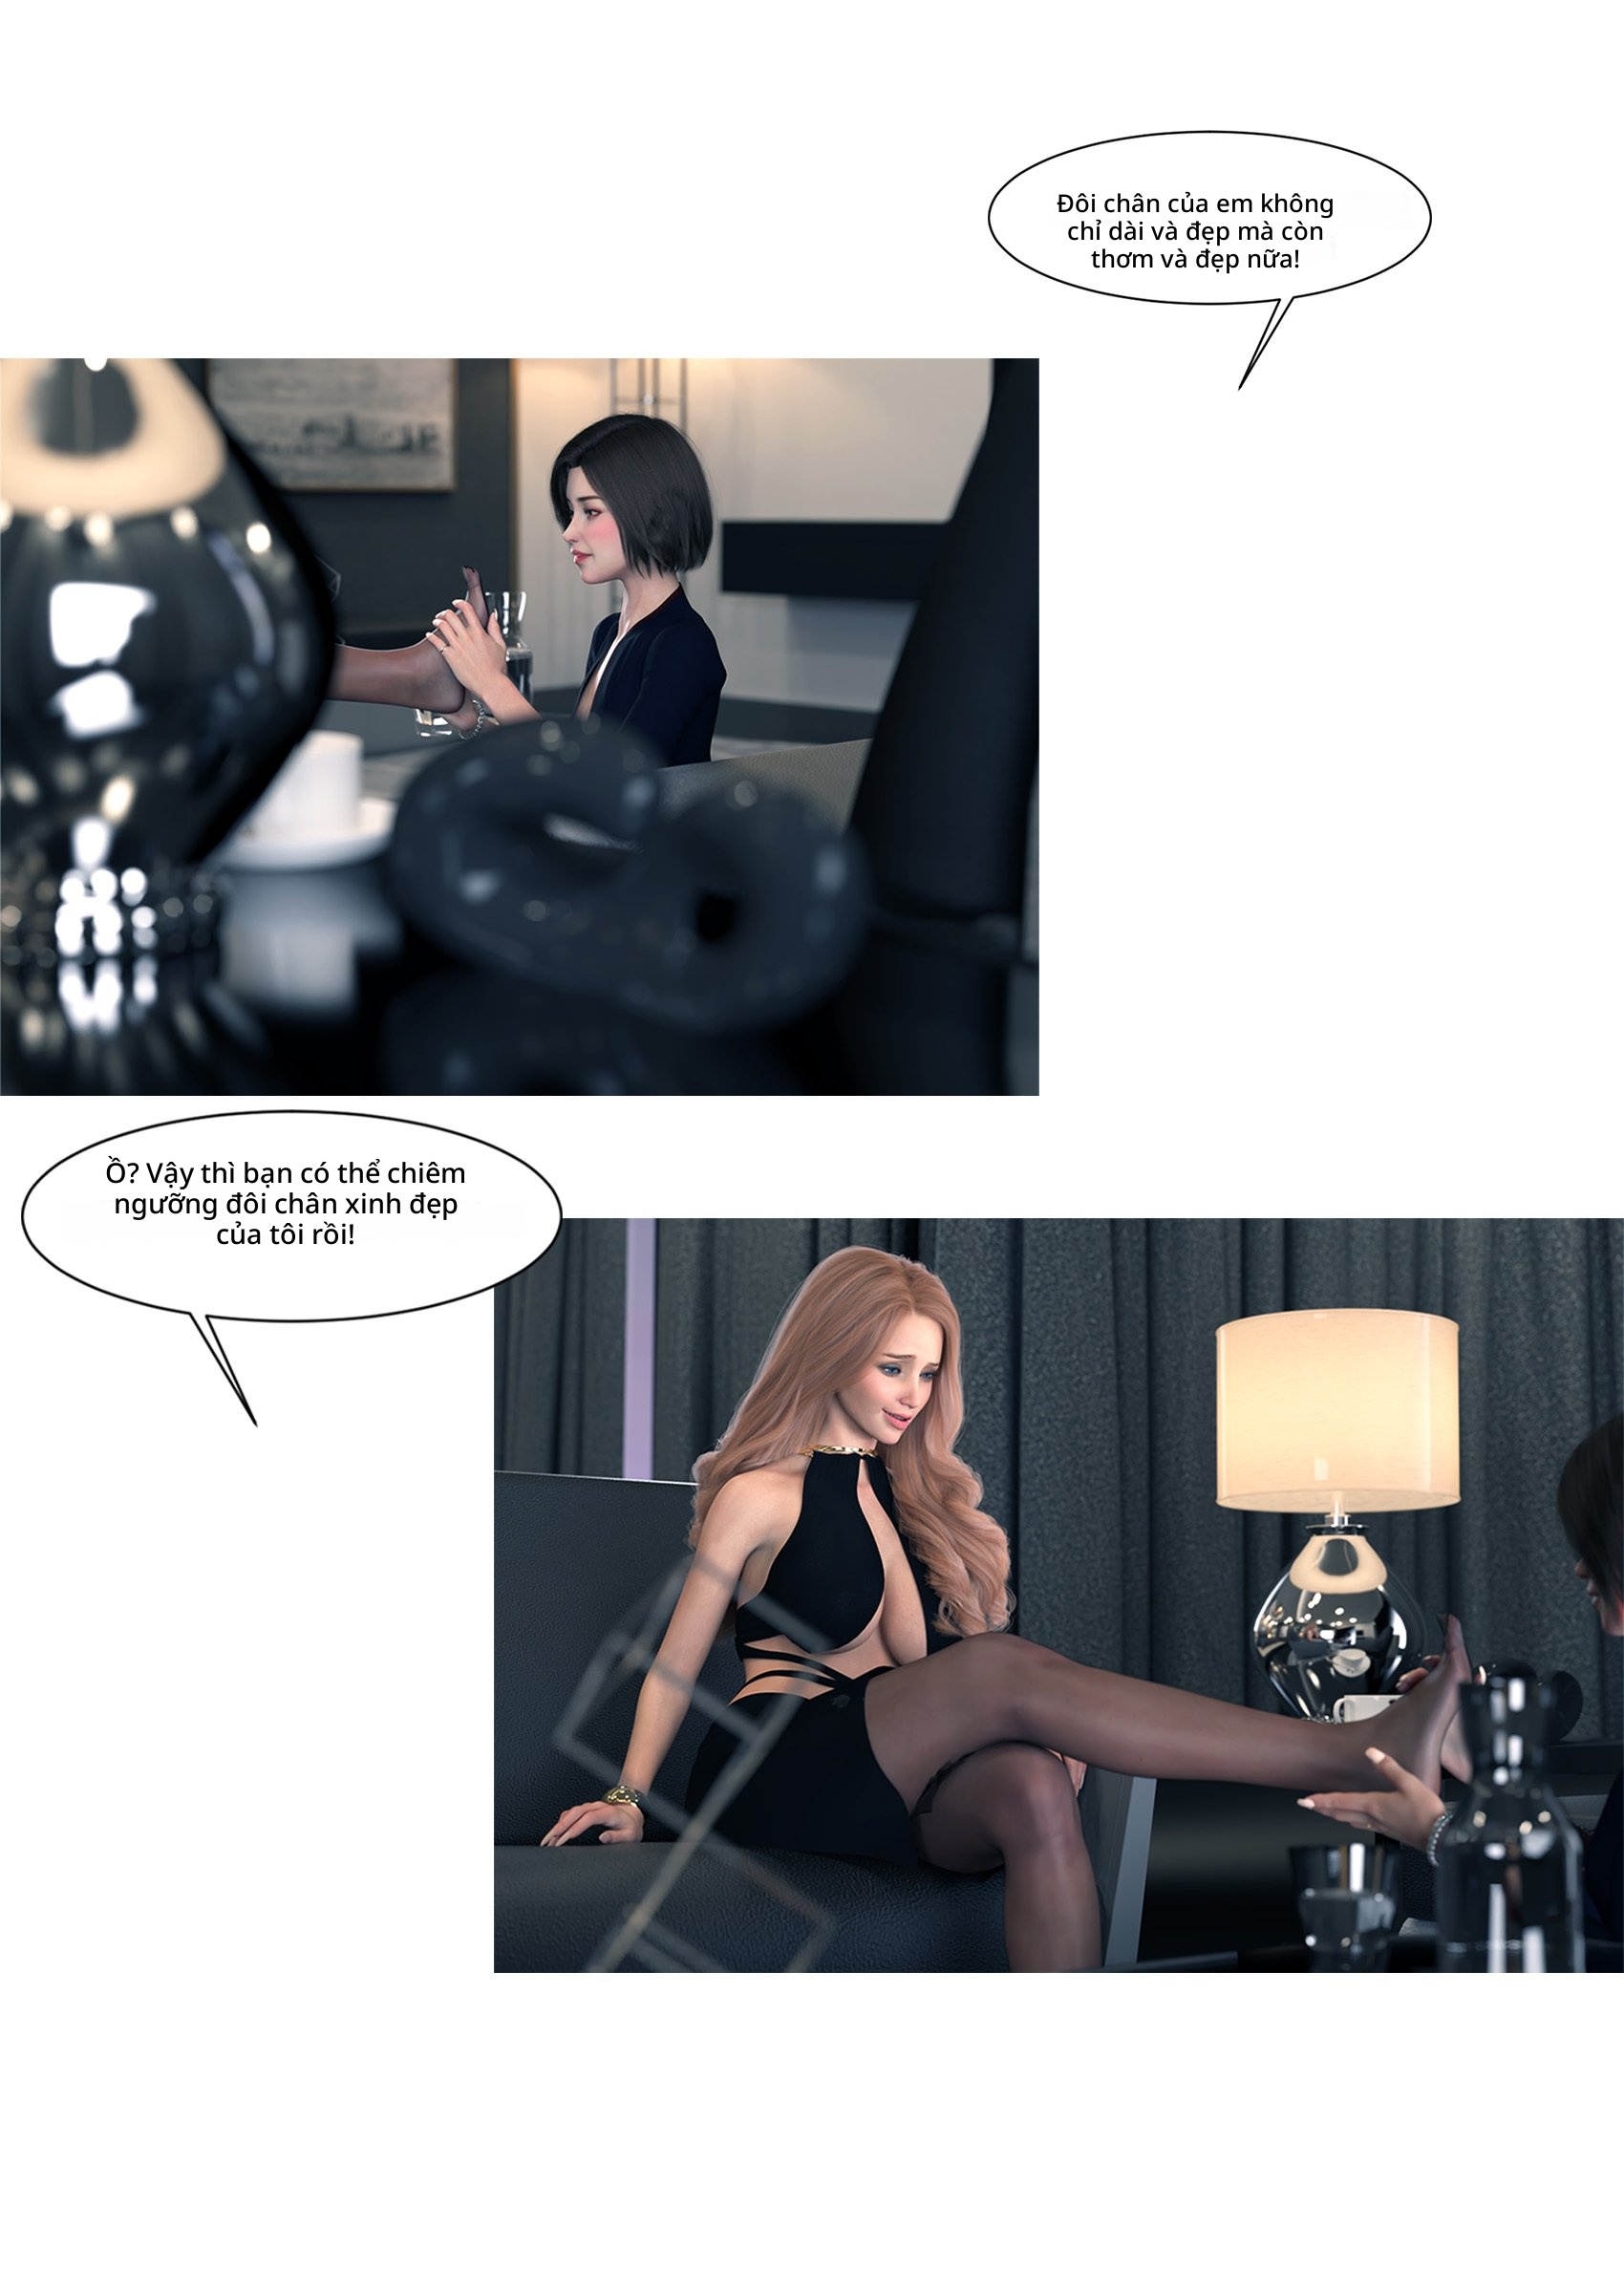 Đôi chân của em không
chỉ dài và đẹp mà còn
thơm và đẹp nữa!
Ồ? Vậy thì bạn có thể chiêm
ngưỡng đôi chân xinh đẹp
của tôi rồi!